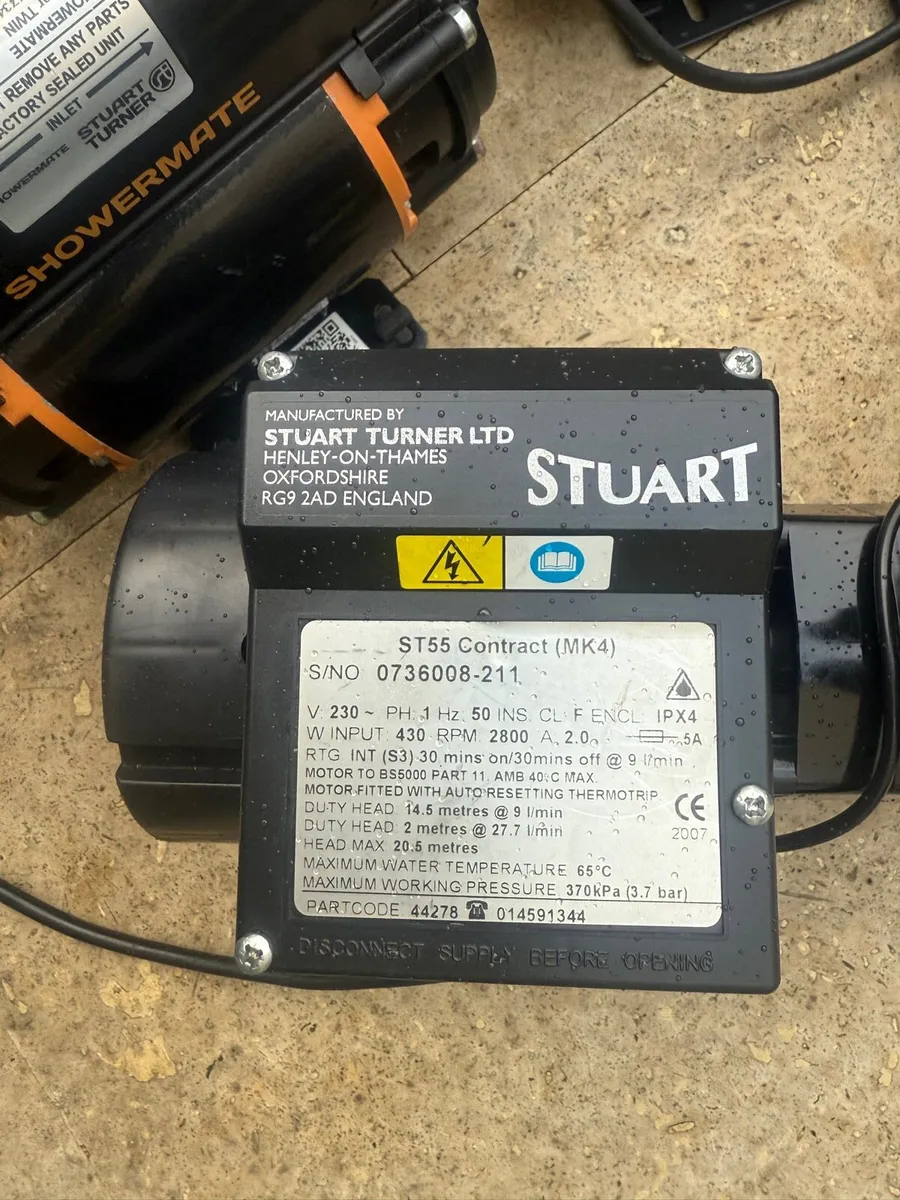 TWIN
SHOWERMATE
REMOVE ANY PARTS
FACTORY SEALED UNIT
INLET
STUART
TURNER
SHOWERMATE
SHOWERMATE
MANUFACTURED BY
STUART TURNER LTD
HENLEY-ON-THAMES
OXFORDSHIRE
RG9 2AD ENGLAND
STUART
ST55 Contract (MK4)
S/NO 0736008-211
V: 230 ~ PH: 1 Hz: 50 INS. CL: F ENCL: IPX4
W INPUT: 430 RPM: 2800 A. 2.0 5A
RTG INT (S3) 30 mins on/30mins off @ 9 l/min
MOTOR TO BS5000 PART 11. AMB 40°C MAX.
MOTOR FITTED WITH AUTO RESETTING THERMOTRIP
DUTY HEAD 14.5 metres @ 9 l/min
DUTY HEAD 2 metres @ 27.7 l/min
HEAD MAX 20.5 metres
CE
2007
MAXIMUM WATER TEMPERATURE 65°C
MAXIMUM WORKING PRESSURE 370kPa (3.7 bar)
PARTCODE 44278 ☎ 014591344
DISCONNECT SUPPLY BEFORE OPENING